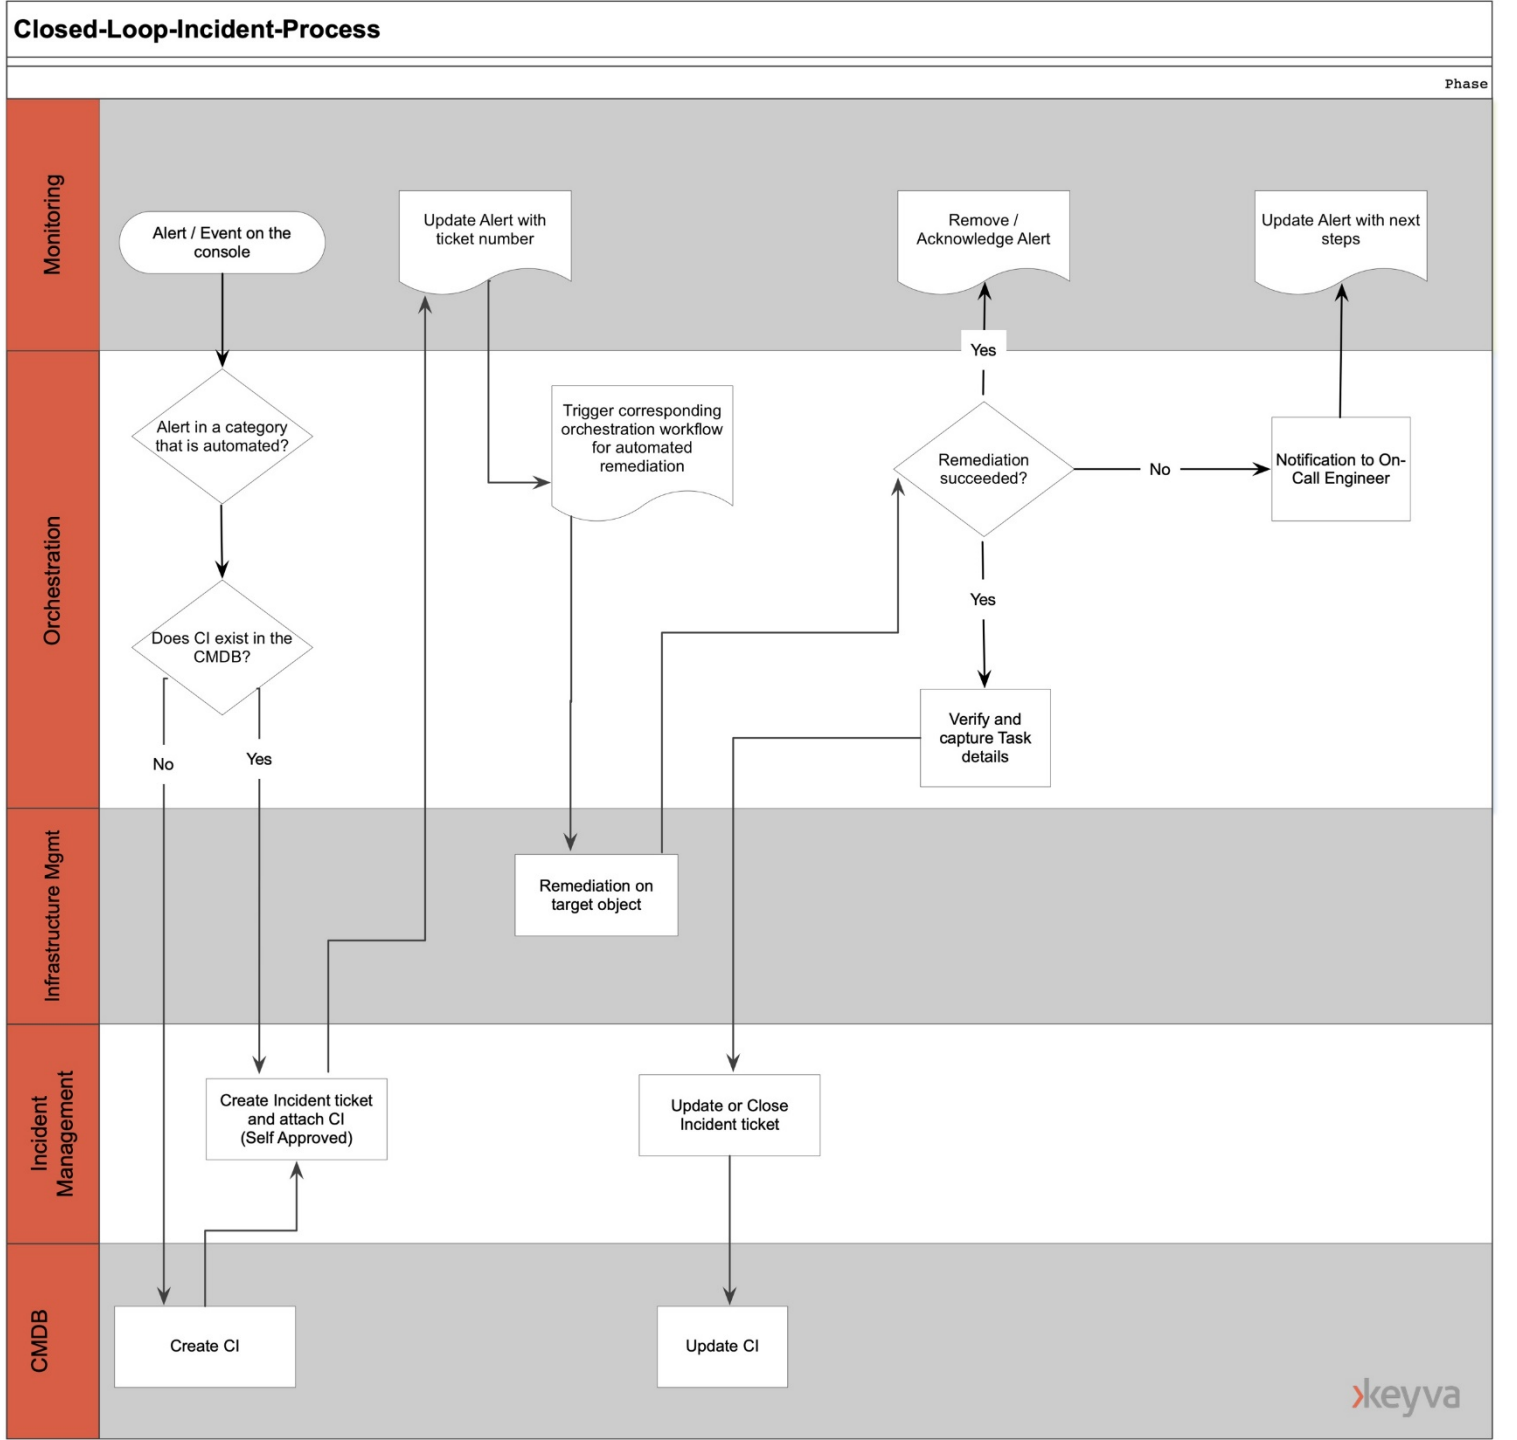 Closed-Loop-Incident-Process
Phase
Monitoring
Alert / Event on the
console
Update Alert with
ticket number
Remove /
Acknowledge Alert
Update Alert with next
steps
Orchestration
Alert in a category
that is automated?
Trigger corresponding
orchestration workflow
for automated
remediation
Yes
Remediation
succeeded?
No
Notification to On-
Call Engineer
Does CI exist in the
CMDB?
Yes
No
Yes
Verify and
capture Task
details
Infrastructure Mgmt
Remediation on
target object
Incident
Management
Create Incident ticket
and attach CI
(Self Approved)
Update or Close
Incident ticket
CMDB
Create CI
Update CI
keyva